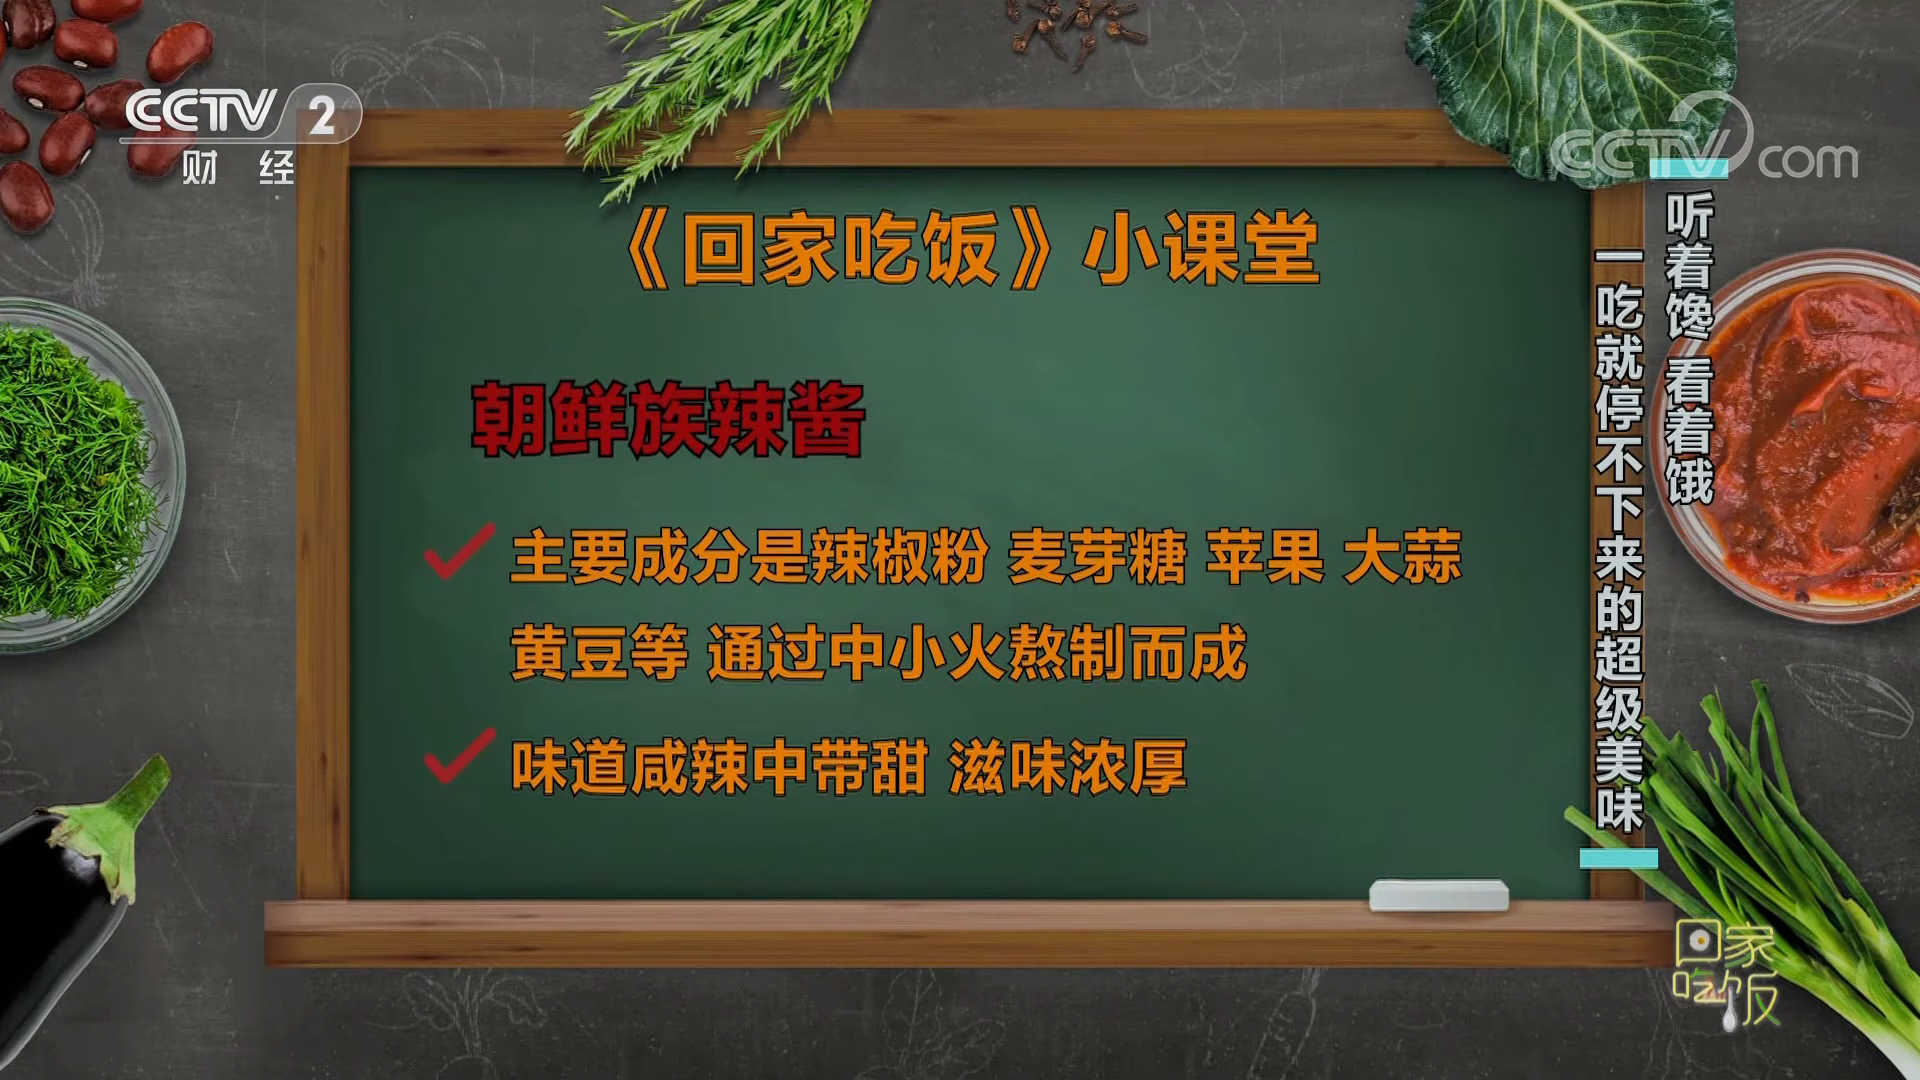 CCTV 2
财 经
CCTV com
《回家吃饭》小课堂
朝鲜族辣酱
主要成分是辣椒粉 麦芽糖 苹果 大蒜
黄豆等 通过中小火熬制而成
味道咸辣中带甜 滋味浓厚
听着馋 看着饿
一吃就停不下来的超级美味
回家
吃饭